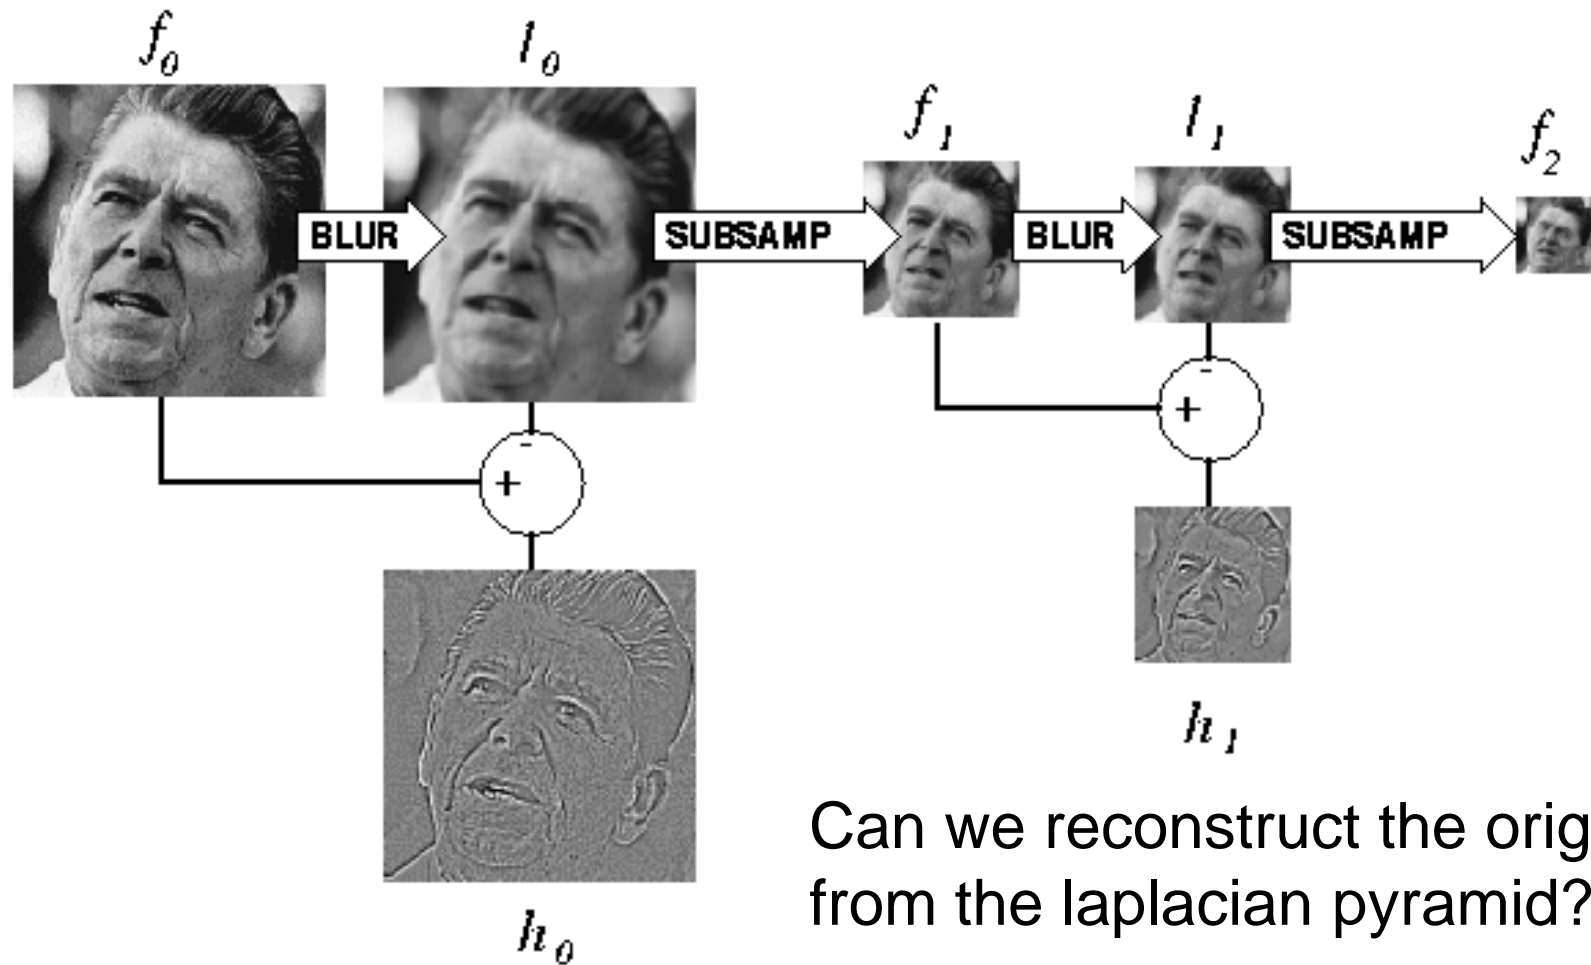 f0
l0
f1
l1
f2
BLUR
SUBSAMP
BLUR
SUBSAMP
-
+
-
+
h1
h0
Can we reconstruct the orig
from the laplacian pyramid?